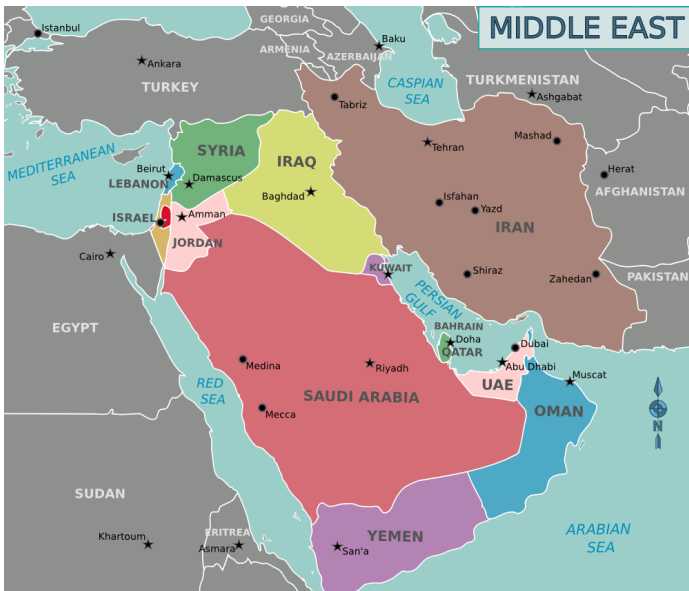 MIDDLE EAST
GEORGIA
Istanbul
Baku
ARMENIA
AZERBAIJAN
Ankara
TURKEY
CASPIAN
SEA
TURKMENISTAN
Ashgabat
Tabriz
Mashad
Tehran
MEDITERRANEAN
SEA
SYRIA
IRAQ
Beirut
LEBANON
Damascus
Herat
AFGHANISTAN
Baghdad
Isfahan
Yazd
ISRAEL
Amman
IRAN
JORDAN
Cairo
KUWAIT
Shiraz
Zahedan
PAKISTAN
PERSIAN
GULF
EGYPT
BAHRAIN
Doha
QATAR
Dubai
Abu Dhabi
Medina
Riyadh
Muscat
RED
SEA
SAUDI ARABIA
UAE
OMAN
Mecca
N
SUDAN
ERITREA
Khartoum
Asmara
YEMEN
San'a
ARABIAN
SEA